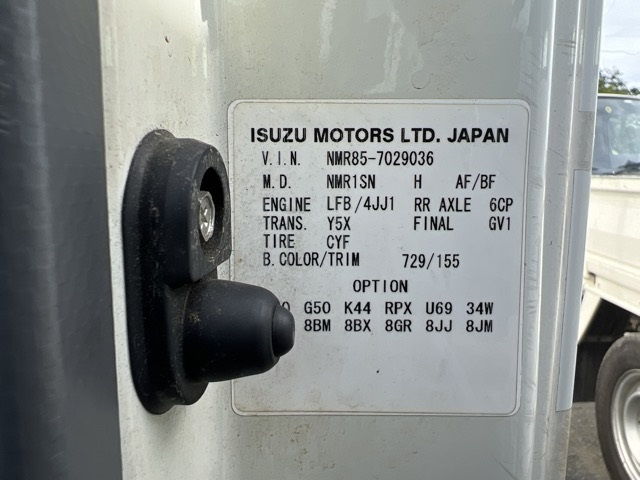 ISUZU MOTORS LTD. JAPAN
V.I.N. NMR85-7029036
M.D. NMR1SN H AF/BF
ENGINE LFB/4JJ1 RR AXLE 6CP
TRANS. Y5X FINAL GV1
TIRE CYF
B.COLOR/TRIM 729/155
OPTION
G50 K44 RPX U69 34W
8BM 8BX 8GR 8JJ 8JM